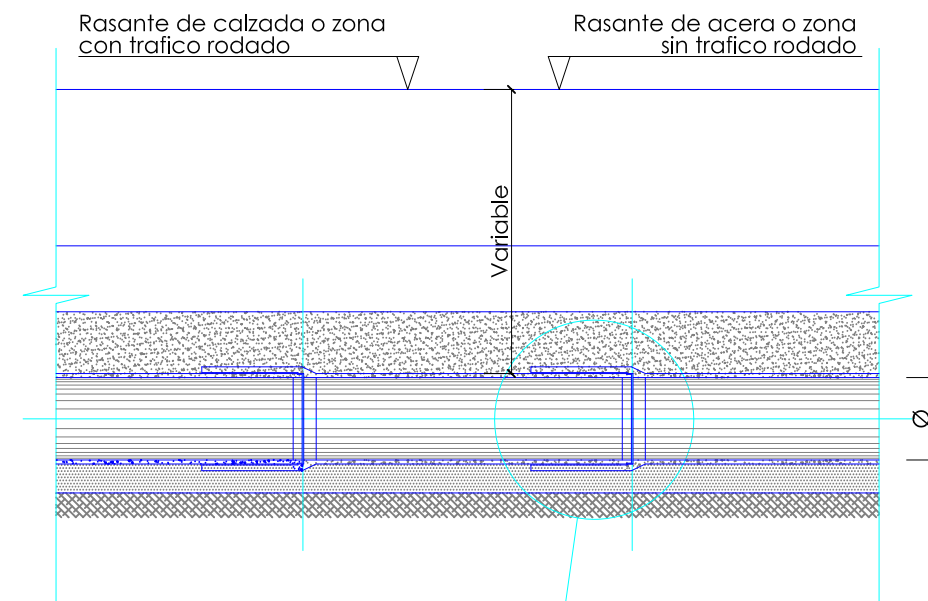 Rasante de calzada o zona
con trafico rodado
Rasante de acera o zona
sin trafico rodado
Variable
Ø